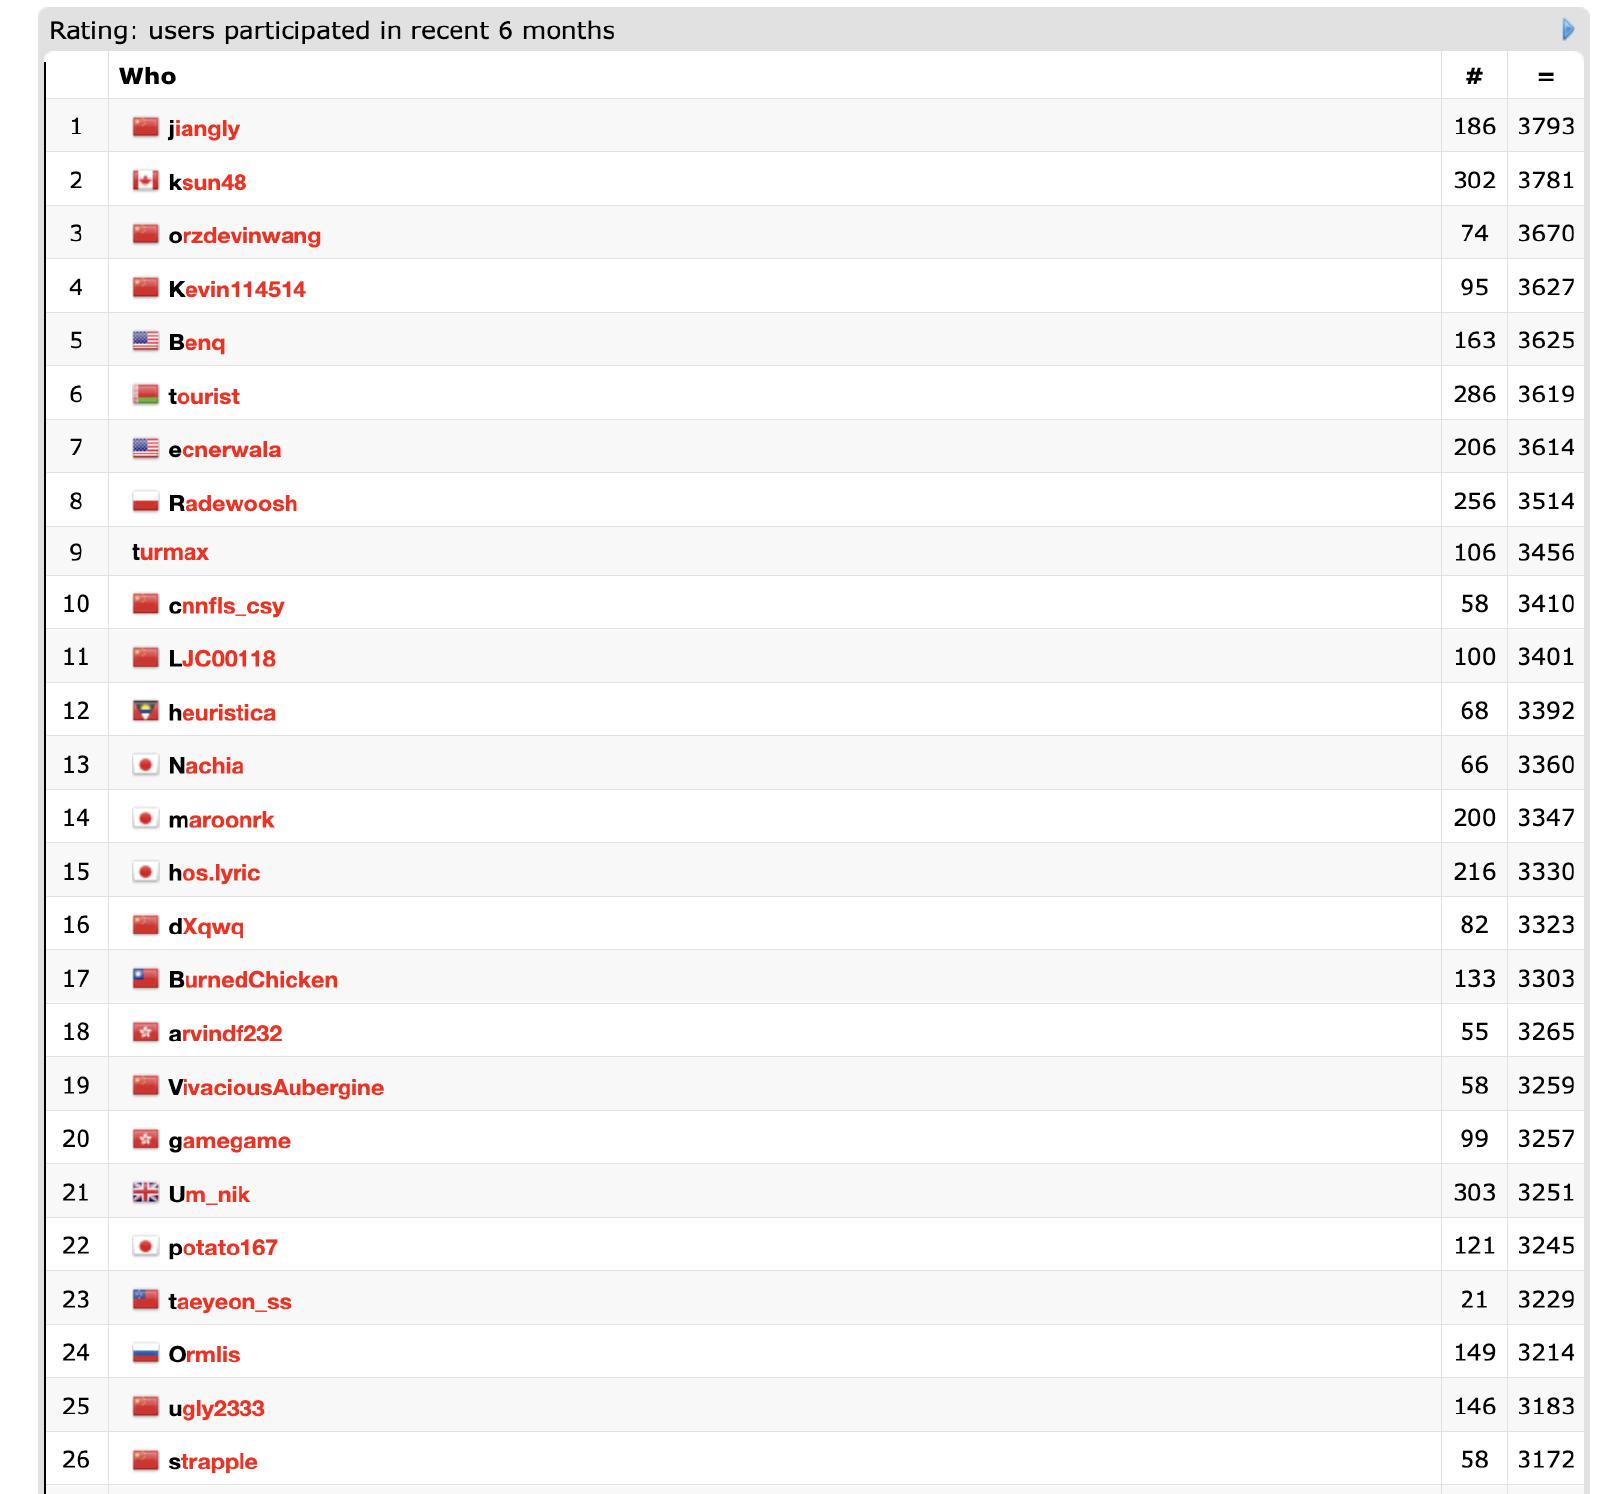 Rating: users participated in recent 6 months
Who # =
1 jiangly 186 3793
2 ksun48 302 3781
3 orzdevinwang 74 3670
4 Kevin114514 95 3627
5 Benq 163 3625
6 tourist 286 3619
7 ecnerwala 206 3614
8 Radewoosh 256 3514
9 turmax 106 3456
10 cnnfls_csy 58 3410
11 LJC00118 100 3401
12 heuristica 68 3392
13 Nachia 66 3360
14 maroonrk 200 3347
15 hos.lyric 216 3330
16 dXqwq 82 3323
17 BurnedChicken 133 3303
18 arvindf232 55 3265
19 VivaciousAubergine 58 3259
20 gamegame 99 3257
21 Um_nik 303 3251
22 potato167 121 3245
23 taeyeon_ss 21 3229
24 Ormlis 149 3214
25 ugly2333 146 3183
26 strapple 58 3172